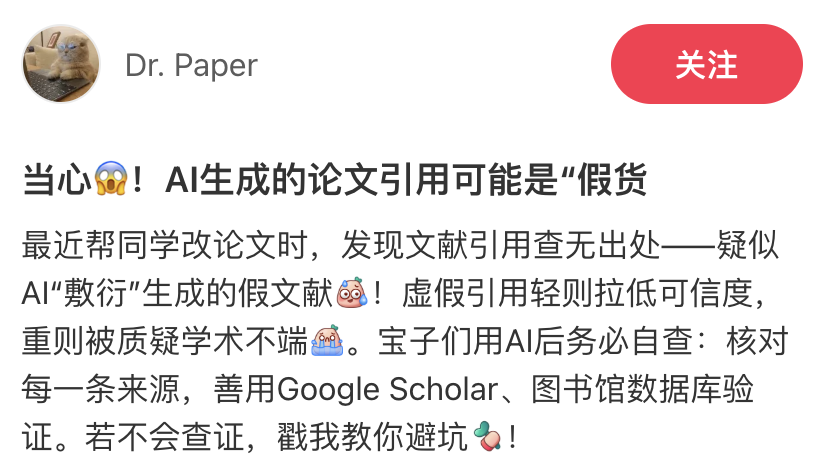 Dr. Paper
关注
当心😱！AI生成的论文引用可能是“假货
最近帮同学改论文时，发现文献引用查无出处——疑似
AI“敷衍”生成的假文献！虚假引用轻则拉低可信度，
重则被质疑学术不端。宝子们用AI后务必自查：核对
每一条来源，善用Google Scholar、图书馆数据库验
证。若不会查证，戳我教你避坑！